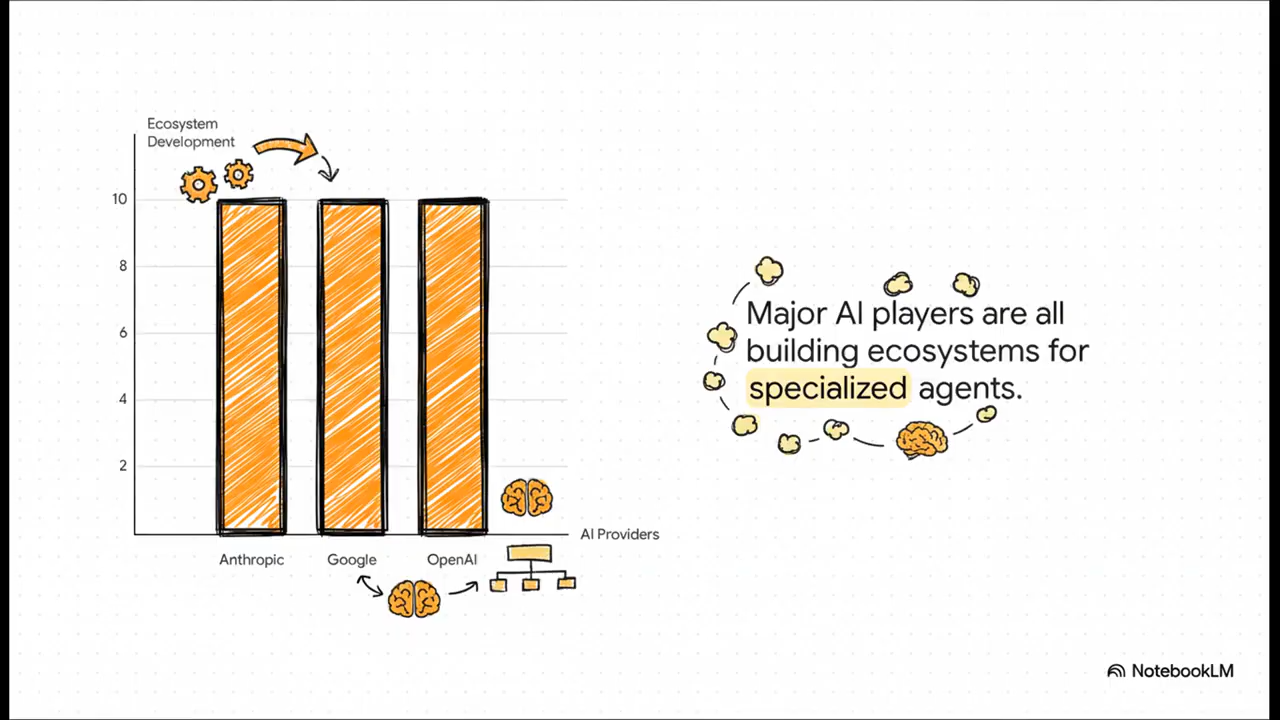 Ecosystem
Development
10
8
6
4
2
Anthropic
Google
OpenAI
AI Providers
Major AI players are all
building ecosystems for
specialized agents.
NotebookLM